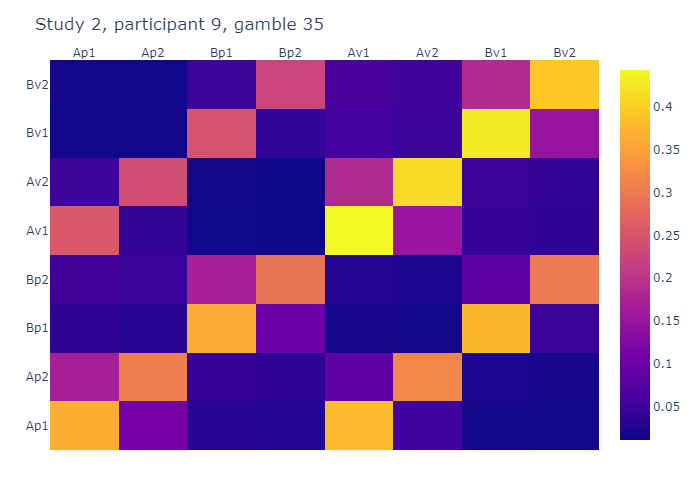 Study 2, participant 9, gamble 35
Ap1 Ap2 Bp1 Bp2 Av1 Av2 Bv1 Bv2
Bv2
Bv1
Av2
Av1
Bp2
Bp1
Ap2
Ap1
0.4
0.35
0.3
0.25
0.2
0.15
0.1
0.05